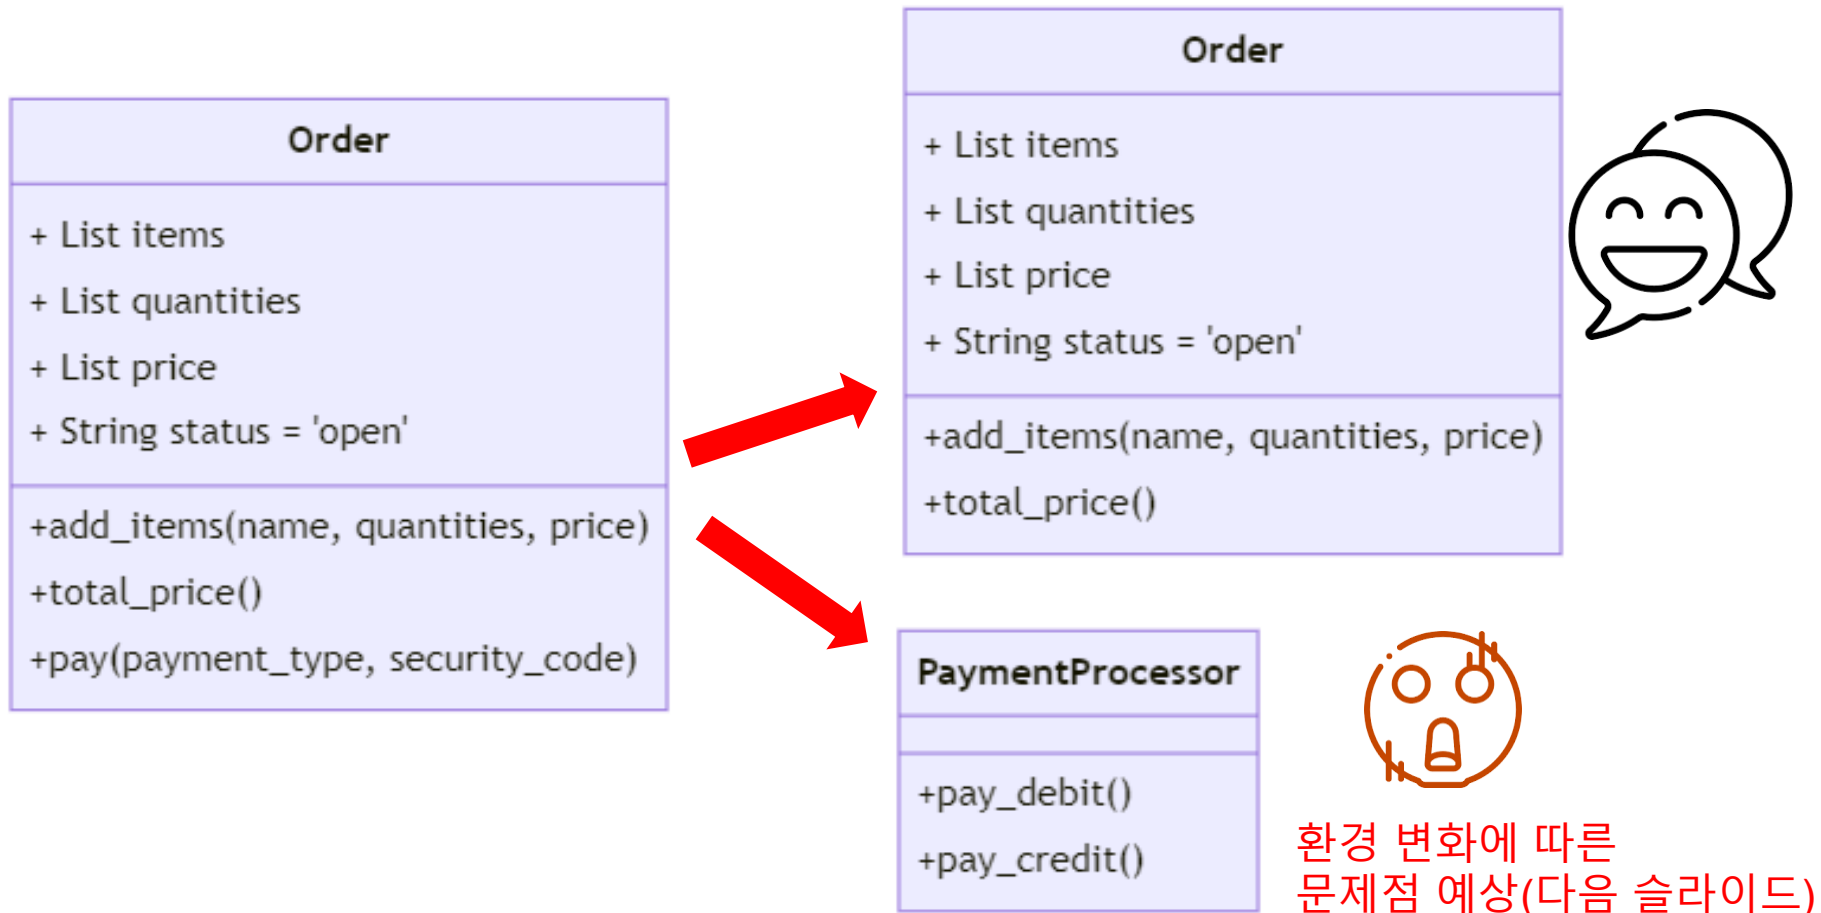 Order
+ List items
+ List quantities
+ List price
+ String status = 'open'
+add_items(name, quantities, price)
+total_price()
+pay(payment_type, security_code)
Order
+ List items
+ List quantities
+ List price
+ String status = 'open'
+add_items(name, quantities, price)
+total_price()
PaymentProcessor
+pay_debit()
+pay_credit()
환경 변화에 따른
문제점 예상(다음 슬라이드)